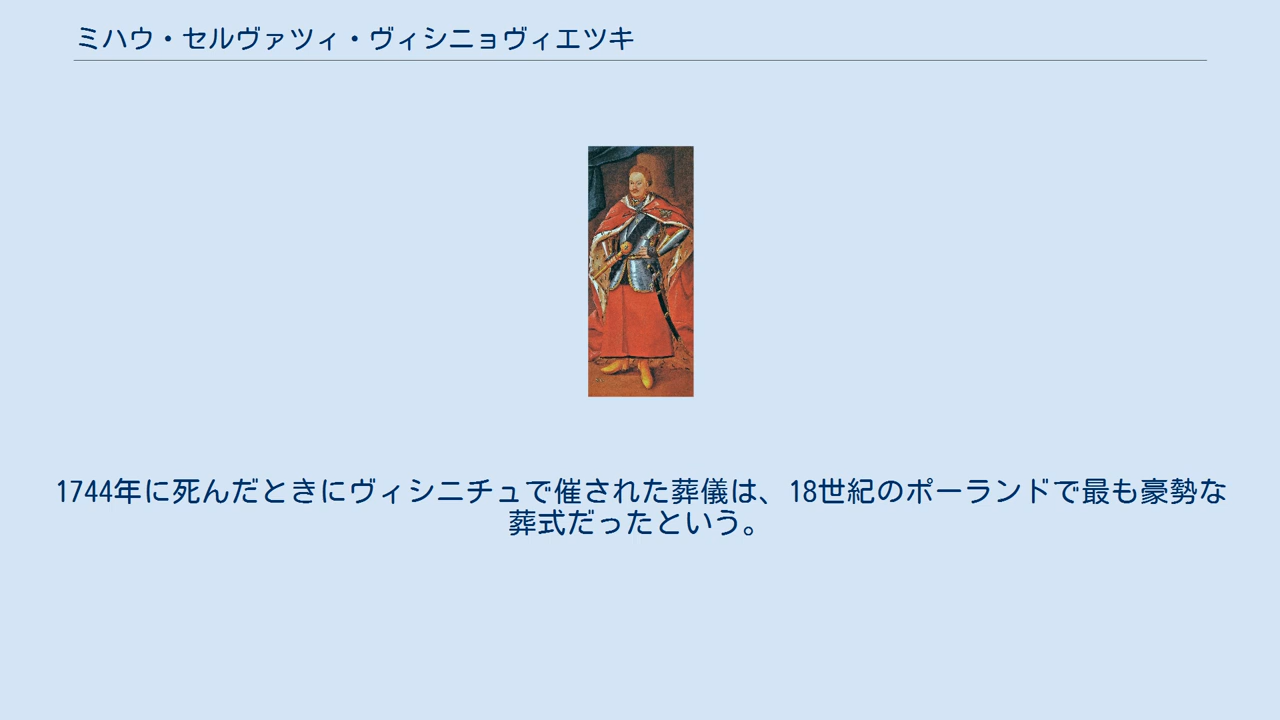 ミハウ・セルヴァツィ・ヴィシニョヴィエツキ
1744年に死んだときにヴィシニチュで催された葬儀は、18世紀のポーランドで最も豪勢な
葬式だったという。